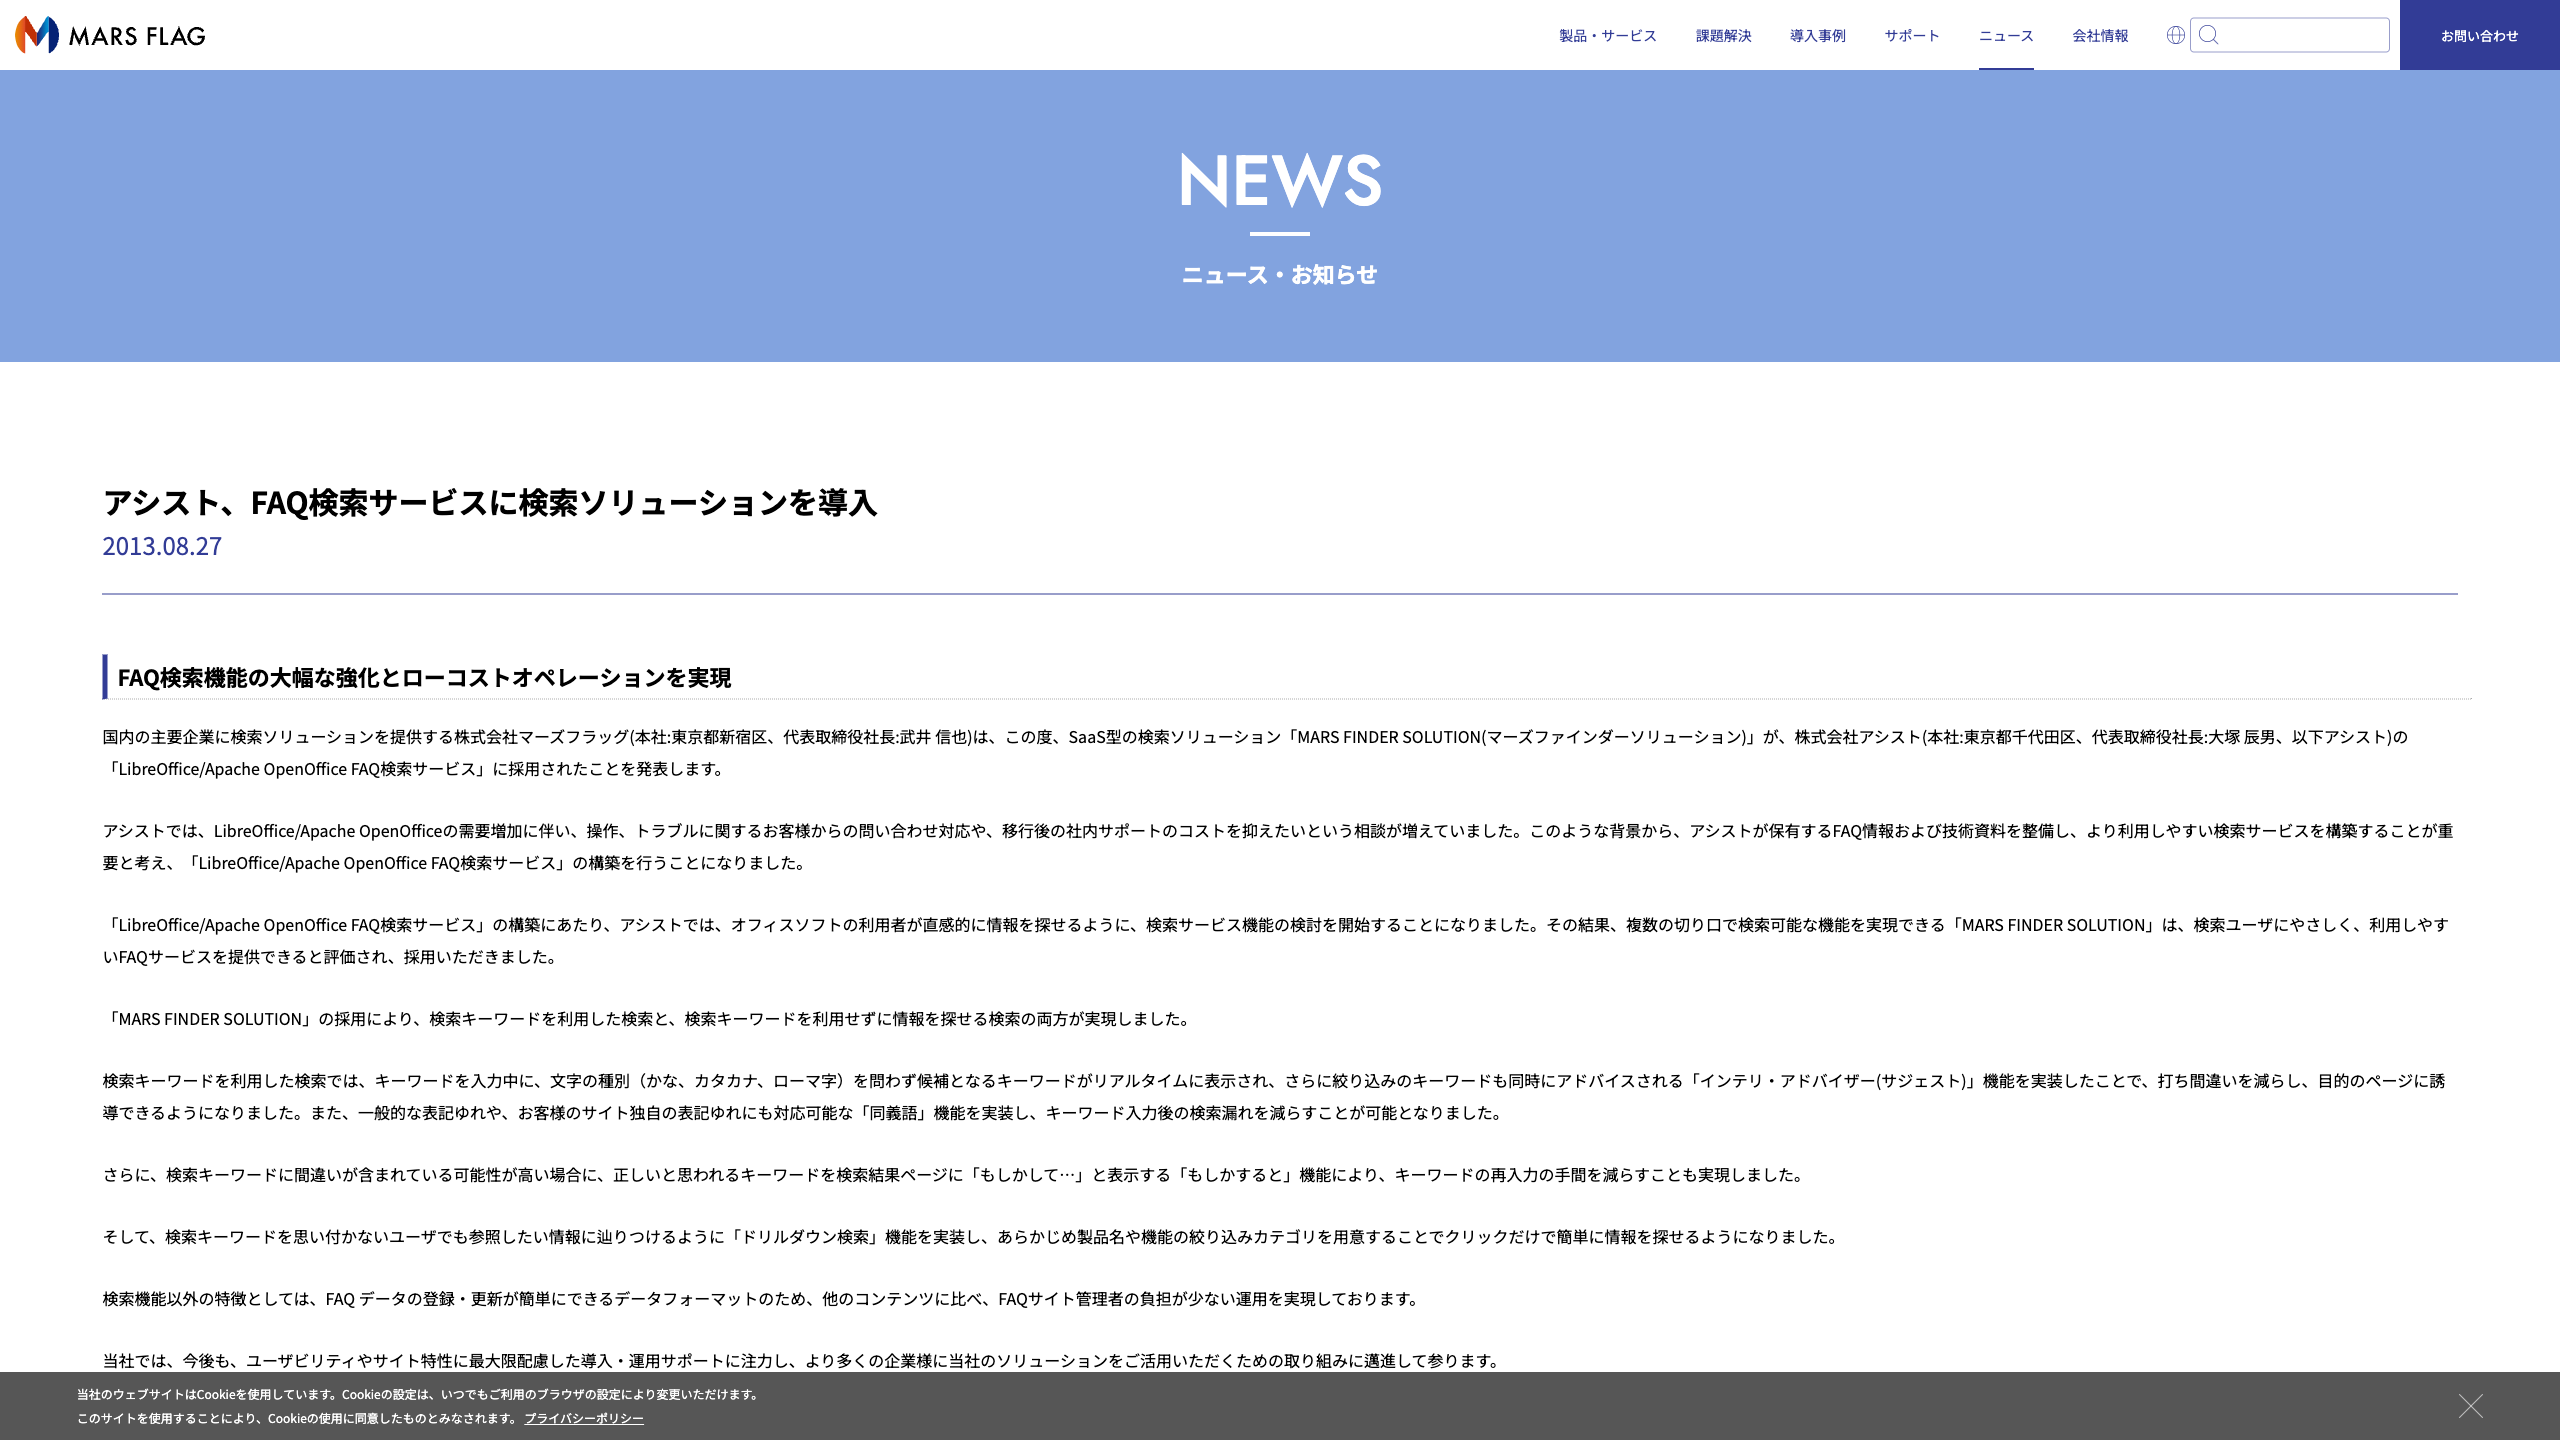 MARS FLAG
製品・サービス 課題解決 導入事例 サポート ニュース 会社情報 お問い合わせ
NEWS
ニュース・お知らせ
アシスト、FAQ検索サービスに検索ソリューションを導入
2013.08.27
FAQ検索機能の大幅な強化とローコストオペレーションを実現
国内の主要企業に検索ソリューションを提供する株式会社マーズフラッグ(本社:東京都新宿区、代表取締役社長:武井 信也)は、この度、SaaS型の検索ソリューション「MARS FINDER SOLUTION(マーズファインダーソリューション)」が、株式会社アシスト(本社:東京都千代田区、代表取締役社長:大塚 辰男、以下アシスト)の
「LibreOffice/Apache OpenOffice FAQ検索サービス」に採用されたことを発表します。
アシストでは、LibreOffice/Apache OpenOfficeの需要増加に伴い、操作、トラブルに関するお客様からの問い合わせ対応や、移行後の社内サポートのコストを抑えたいという相談が増えていました。このような背景から、アシストが保有するFAQ情報および技術資料を整備し、より利用しやすい検索サービスを構築することが重
要と考え、「LibreOffice/Apache OpenOffice FAQ検索サービス」の構築を行うことになりました。
「LibreOffice/Apache OpenOffice FAQ検索サービス」の構築にあたり、アシストでは、オフィスソフトの利用者が直感的に情報を探せるように、検索サービス機能の検討を開始することになりました。その結果、複数の切り口で検索可能な機能を実現できる「MARS FINDER SOLUTION」は、検索ユーザにやさしく、利用しやす
いFAQサービスを提供できると評価され、採用いただきました。
「MARS FINDER SOLUTION」の採用により、検索キーワードを利用した検索と、検索キーワードを利用せずに情報を探せる検索の両方が実現しました。
検索キーワードを利用した検索では、キーワードを入力中に、文字の種別（かな、カタカナ、ローマ字）を問わず候補となるキーワードがリアルタイムに表示され、さらに絞り込みのキーワードも同時にアドバイスされる「インテリ・アドバイザー(サジェスト)」機能を実装したことで、打ち間違いを減らし、目的のページに誘
導できるようになりました。また、一般的な表記ゆれや、お客様のサイト独自の表記ゆれにも対応可能な「同義語」機能を実装し、キーワード入力後の検索漏れを減らすことが可能となりました。
さらに、検索キーワードに間違いが含まれている可能性が高い場合に、正しいと思われるキーワードを検索結果ページに「もしかして…」と表示する「もしかすると」機能により、キーワードの再入力の手間を減らすことも実現しました。
そして、検索キーワードを思い付かないユーザでも参照したい情報に辿りつけるように「ドリルダウン検索」機能を実装し、あらかじめ製品名や機能の絞り込みカテゴリを用意することでクリックだけで簡単に情報を探せるようになりました。
検索機能以外の特徴としては、FAQ データの登録・更新が簡単にできるデータフォーマットのため、他のコンテンツに比べ、FAQサイト管理者の負担が少ない運用を実現しております。
当社では、今後も、ユーザビリティやサイト特性に最大限配慮した導入・運用サポートに注力し、より多くの企業様に当社のソリューションをご活用いただくための取り組みに邁進して参ります。
当社のウェブサイトはCookieを使用しています。Cookieの設定は、いつでもご利用のブラウザの設定により変更いただけます。
このサイトを使用することにより、Cookieの使用に同意したものとみなされます。 プライバシーポリシー